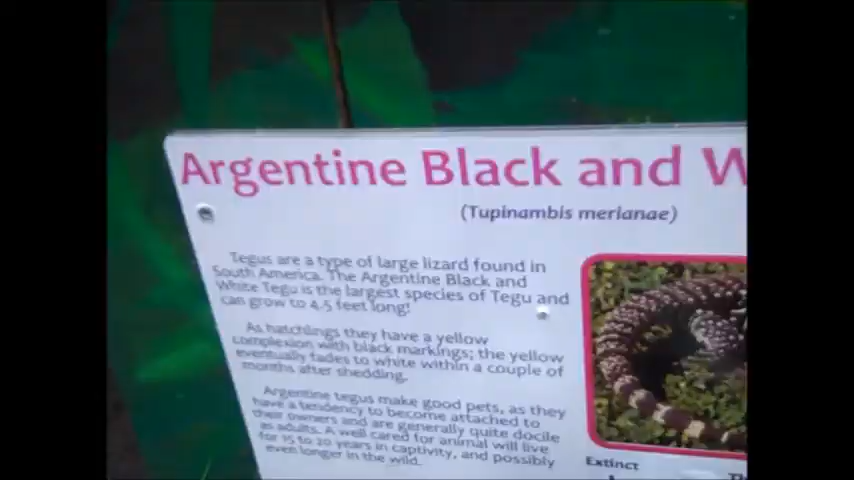 Argentine Black and W
(Tupinambis merianae)
Tegus are a type of large lizard found in
South America. The Argentine Black and
White Tegu is the largest species of Tegu and
can grow to 4.5 feet long!
As hatchlings they have a yellow
complexion with black markings; the yellow
eventually fades to white within a couple of
months after shedding.
Argentine tegus make good pets, as they
have a tendency to become attached to
their owners and are generally quite docile
as adults. A well cared for animal will live
for 15 to 20 years in captivity, and possibly
even longer in the wild.
Extinct